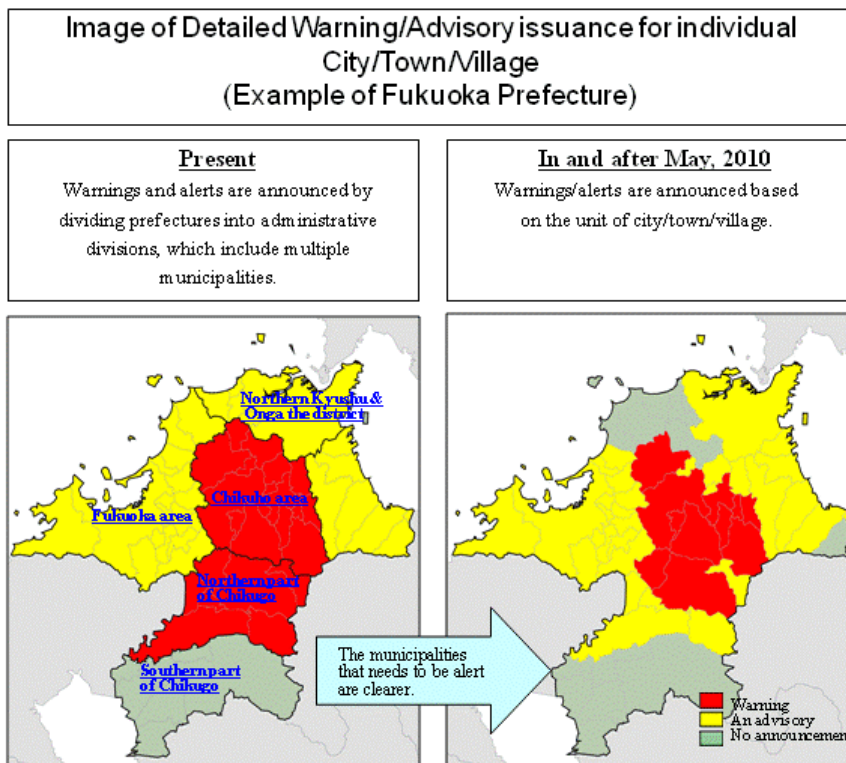 Image of Detailed Warning/Advisory issuance for individual
City/Town/Village
(Example of Fukuoka Prefecture)
Present
Warnings and alerts are announced by
dividing prefectures into administrative
divisions, which include multiple
municipalities.
In and after May, 2010
Warnings/alerts are announced based
on the unit of city/town/village.
Northern Kyushu &
Onga the district
Chikuho area
Fukuoka area
Northern part
of Chikugo
Southern part
of Chikugo
The municipalities
that needs to be alert
are clearer.
Warning
An advisory
No announcement